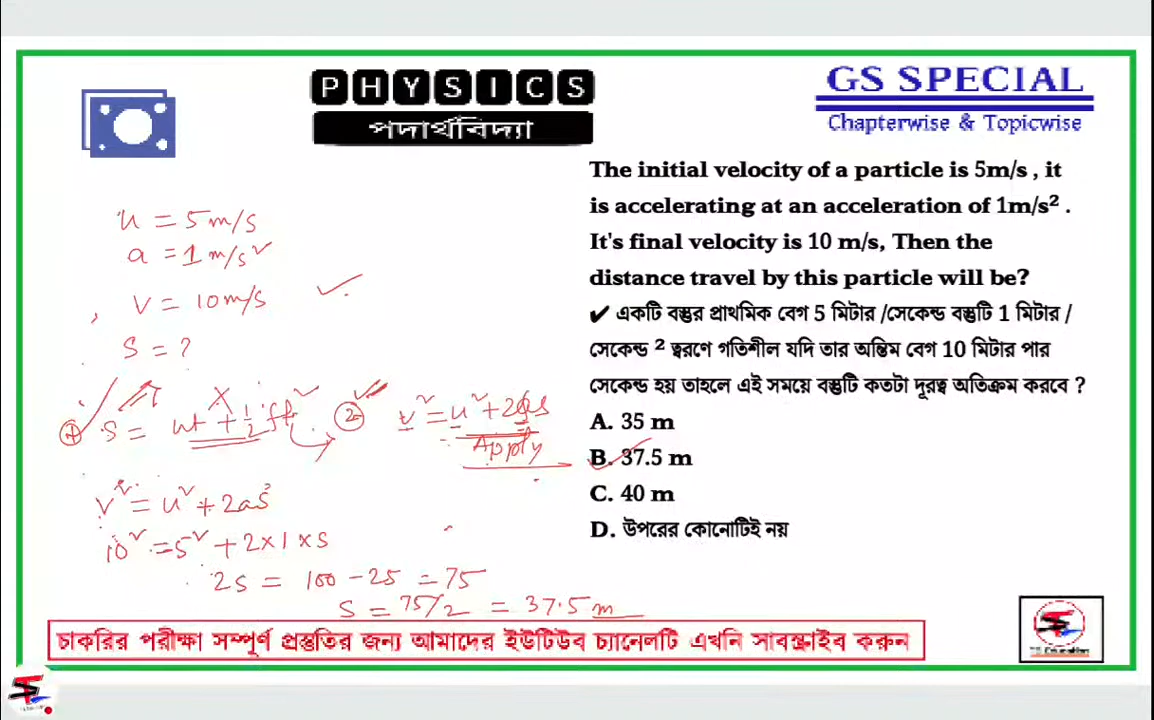 PHYSICS
পদার্থবিদ্যা
GS SPECIAL
Chapterwise & Topicwise
The initial velocity of a particle is 5m/s , it
is accelerating at an acceleration of 1m/s² .
It's final velocity is 10 m/s, Then the
distance travel by this particle will be?
✔ একটি বস্তুর প্রাথমিক বেগ 5 মিটার /সেকেন্ড বস্তুটি 1 মিটার /
সেকেন্ড ² ত্বরণে গতিশীল যদি তার অন্তিম বেগ 10 মিটার পার
সেকেন্ড হয় তাহলে এই সময়ে বস্তুটি কতটা দূরত্ব অতিক্রম করবে ?
A. 35 m
B. 37.5 m
C. 40 m
D. উপরের কোনোটিই নয়
u = 5 m/s
a = 1 m/s²
v = 10 m/s
s = ?
s = ut + 1/2 ft²
② v² = u² + 2as
Apply
v² = u² + 2as
10² = 5² + 2×1×s
2s = 100 - 25 = 75
s = 75/2 = 37.5 m
চাকরির পরীক্ষা সম্পূর্ণ প্রস্তুতির জন্য আমাদের ইউটিউব চ্যানেলটি এখনি সাবস্ক্রাইব করুন